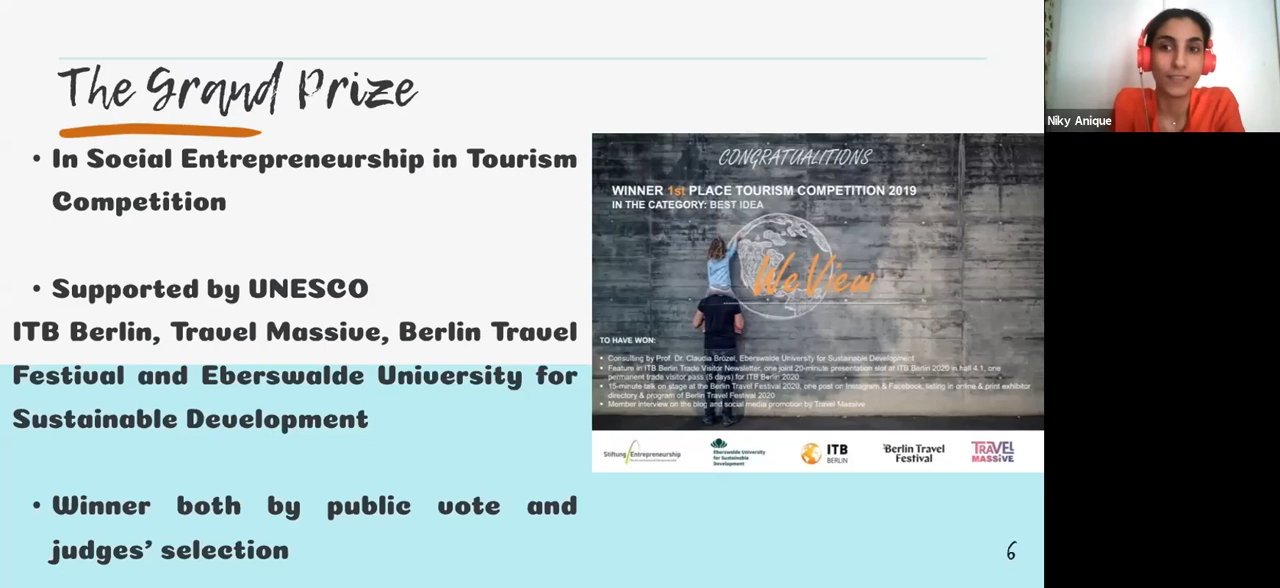 The Grand Prize
• In Social Entrepreneurship in Tourism
Competition
• Supported by UNESCO
ITB Berlin, Travel Massive, Berlin Travel
Festival and Eberswalde University for
Sustainable Development
• Winner both by public vote and
judges' selection
CONGRATUALITIONS
WINNER 1st PLACE TOURISM COMPETITION 2019
IN THE CATEGORY: BEST IDEA
WeView
TO HAVE WON:
• Consulting by Prof. Dr. Claudia Brözel, Eberswalde University for Sustainable Development
• Feature in ITB Berlin Trade Visitor Newsletter, one joint 20-minute presentation slot at ITB Berlin 2020 in hall 4.1, one
permanent trade visitor pass (5 days) for ITB Berlin 2020
• 15-minute talk on stage at the Berlin Travel Festival 2020, one post on Instagram & Facebook, listing in online & print exhibitor
directory & program of Berlin Travel Festival 2020
• Member interview on the blog and social media promotion by Travel Massive
Stiftung Entrepreneurship
Eberswalde University
for Sustainable
Development
ITB
BERLIN
Berlin Travel
Festival
TRAVEL
MASSIVE
6
Niky Anique